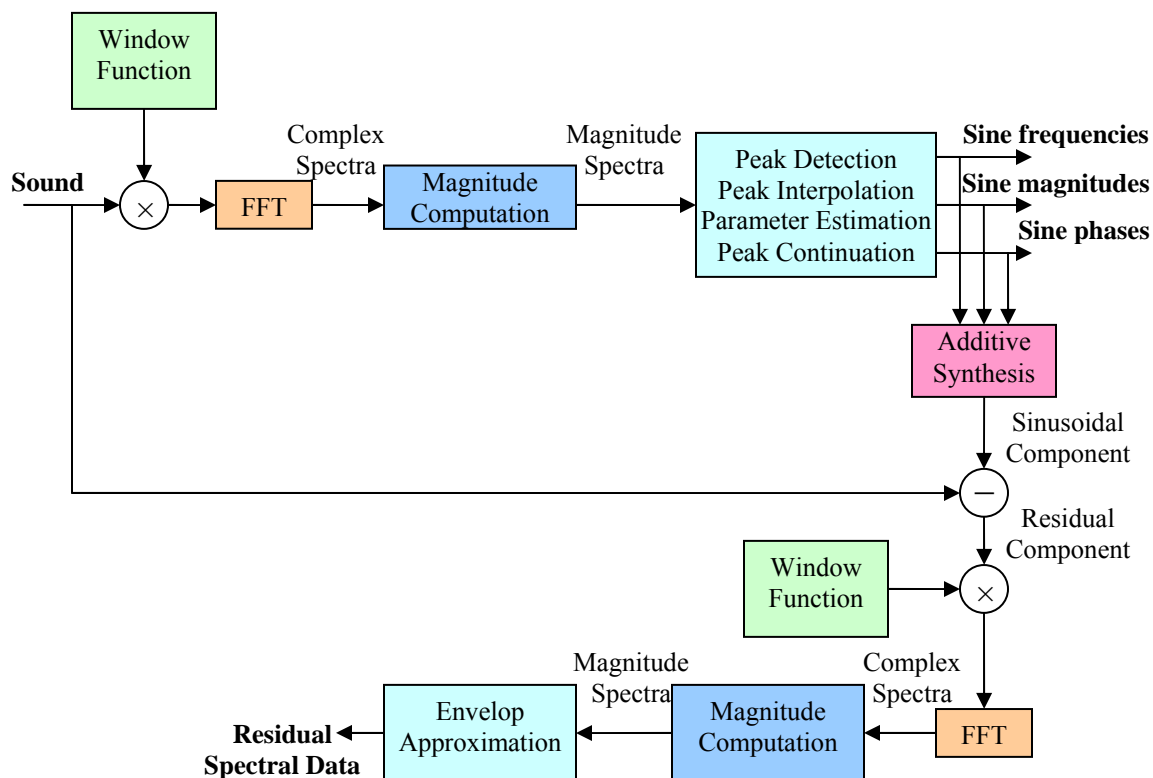 Window
Function
Complex
Spectra
Magnitude
Spectra
Sound
×
FFT
Magnitude
Computation
Peak Detection
Peak Interpolation
Parameter Estimation
Peak Continuation
Sine frequencies
Sine magnitudes
Sine phases
Additive
Synthesis
Sinusoidal
Component
−
Residual
Component
Window
Function
×
Magnitude
Spectra
Complex
Spectra
Envelop
Approximation
Magnitude
Computation
FFT
Residual
Spectral Data